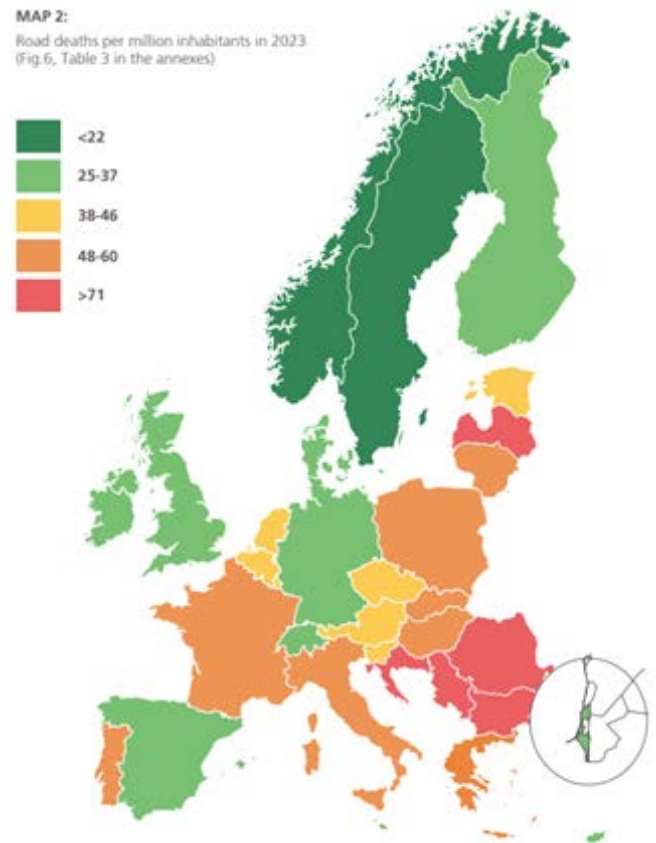 MAP 2:
Road deaths per million inhabitants in 2023
(Fig.6, Table 3 in the annexes)
<22
25-37
38-46
48-60
>71